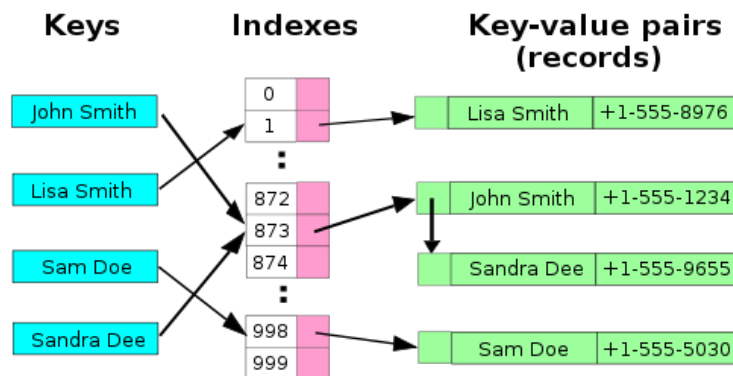 Keys
Indexes
Key-value pairs
(records)
John Smith
Lisa Smith
Sam Doe
Sandra Dee
0
1
:
872
873
874
:
998
999
Lisa Smith +1-555-8976
John Smith +1-555-1234
Sandra Dee +1-555-9655
Sam Doe +1-555-5030